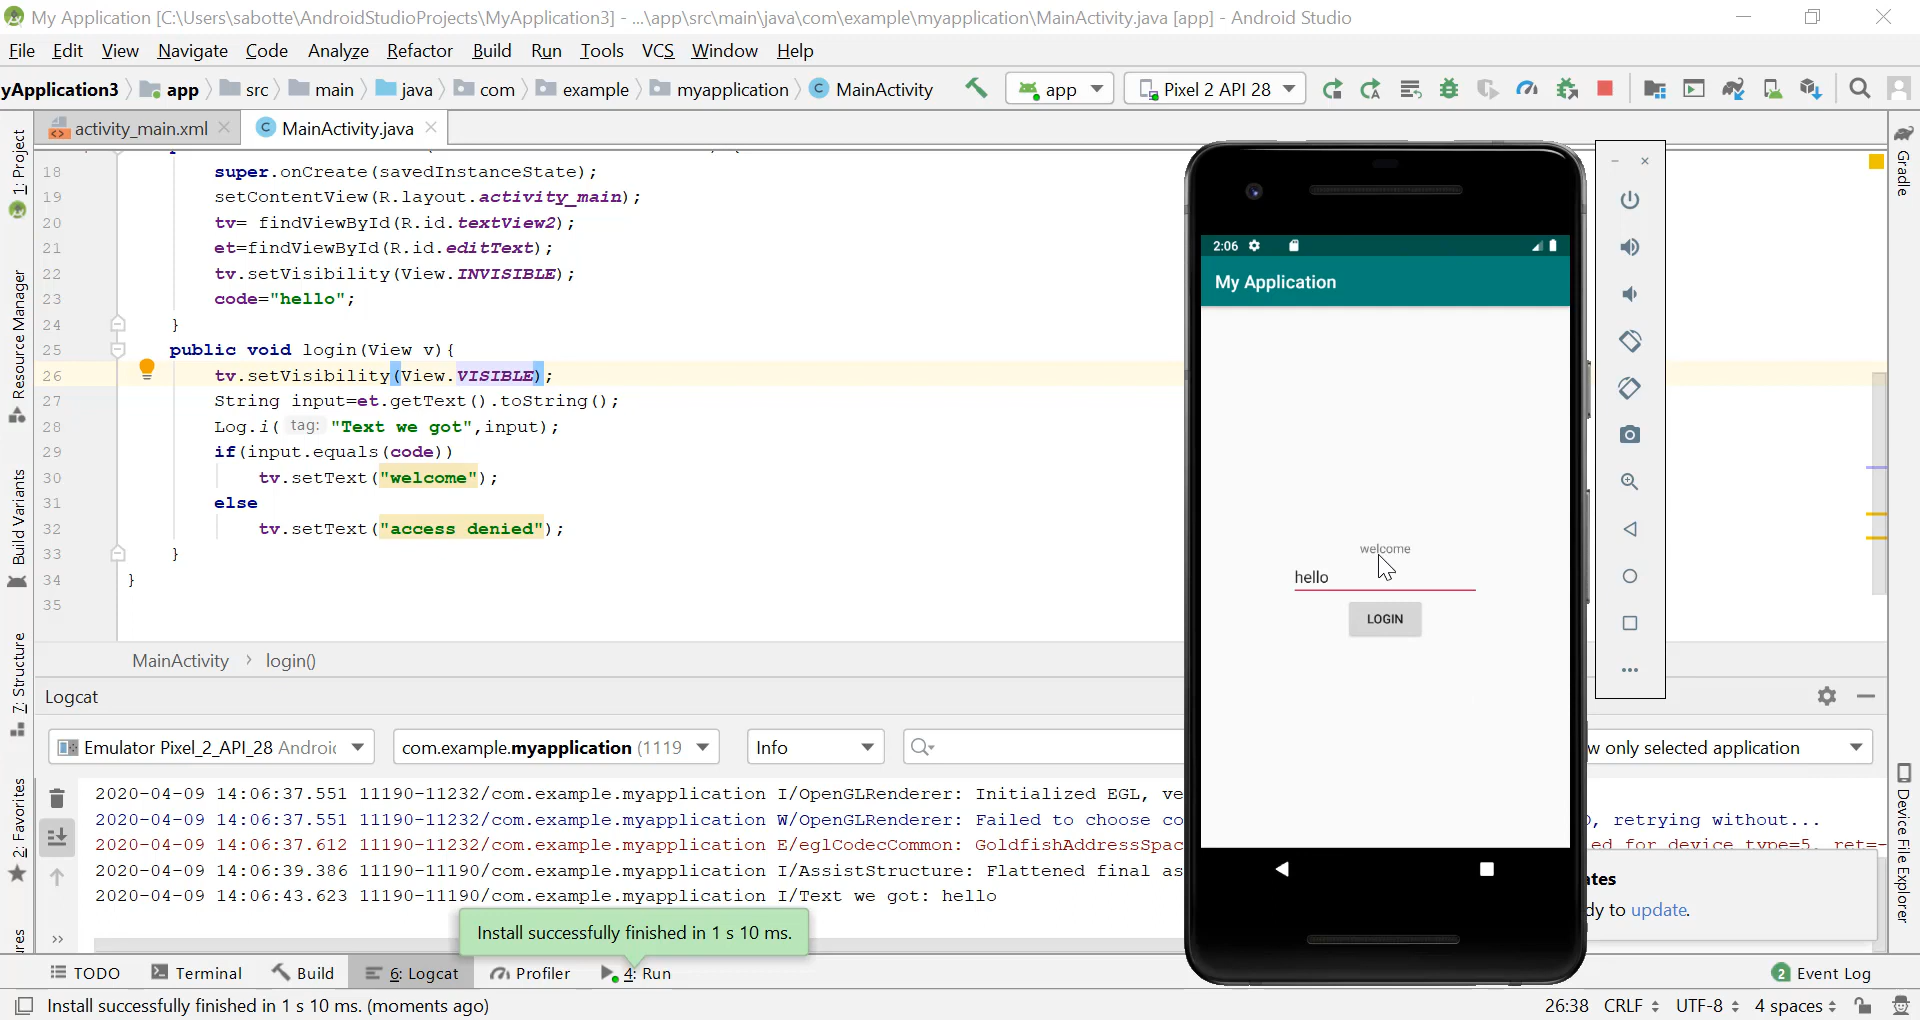 My Application [C:\Users\sabotte\AndroidStudioProjects\MyApplication3] - ...\app\src\main\java\com\example\myapplication\MainActivity.java [app] - Android Studio
File Edit View Navigate Code Analyze Refactor Build Run Tools VCS Window Help
yApplication3 app src main java com example myapplication MainActivity app Pixel 2 API 28
activity_main.xml MainActivity.java
1: Project
Resource Manager
Build Variants
7: Structure
2: Favorites
18 super.onCreate(savedInstanceState);
19 setContentView(R.layout.activity_main);
20 tv= findViewById(R.id.textView2);
21 et=findViewById(R.id.editText);
22 tv.setVisibility(View.INVISIBLE);
23 code="hello";
24 }
25 public void login(View v){
26 tv.setVisibility(View.VISIBLE);
27 String input=et.getText().toString();
28 Log.i( tag: "Text we got",input);
29 if(input.equals(code))
30 tv.setText("welcome");
31 else
32 tv.setText("access denied");
33 }
34 }
35
MainActivity › login()
2:06
My Application
welcome
hello
LOGIN
Gradle
Device File Explorer
Logcat
Emulator Pixel_2_API_28 Android com.example.myapplication (1119 Info w only selected application
2020-04-09 14:06:37.551 11190-11232/com.example.myapplication I/OpenGLRenderer: Initialized EGL, ve
2020-04-09 14:06:37.551 11190-11232/com.example.myapplication W/OpenGLRenderer: Failed to choose co ), retrying without...
2020-04-09 14:06:37.612 11190-11232/com.example.myapplication E/eglCodecCommon: GoldfishAddressSpac ed for device type=5, ret=-
2020-04-09 14:06:39.386 11190-11190/com.example.myapplication I/AssistStructure: Flattened final as
2020-04-09 14:06:43.623 11190-11190/com.example.myapplication I/Text we got: hello
ates
dy to update.
Install successfully finished in 1 s 10 ms.
TODO Terminal Build 6: Logcat Profiler 4: Run 2 Event Log
Install successfully finished in 1 s 10 ms. (moments ago) 26:38 CRLF UTF-8 4 spaces